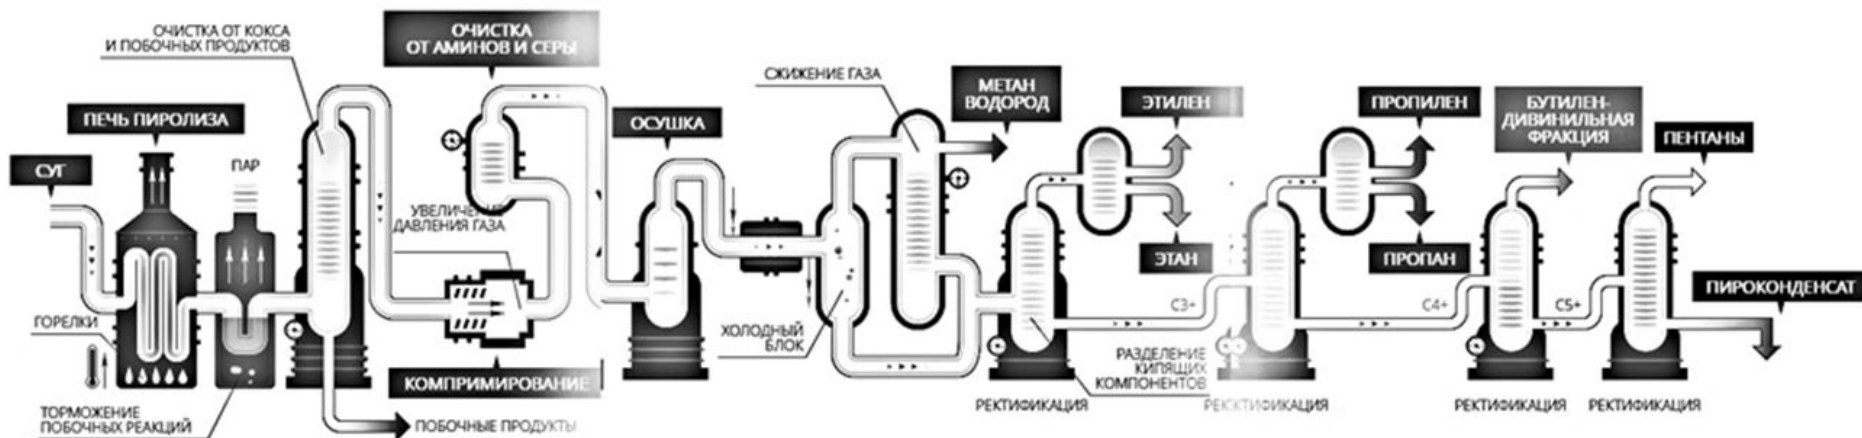 ОЧИСТКА ОТ КОКСА
И ПОБОЧНЫХ ПРОДУКТОВ
ОЧИСТКА
ОТ АМИНОВ И СЕРЫ
ПЕЧЬ ПИРОЛИЗА
СУГ
ПАР
ГОРЕЛКИ
ТОРМОЖЕНИЕ
ПОБОЧНЫХ РЕАКЦИЙ
ПОБОЧНЫЕ ПРОДУКТЫ
УВЕЛИЧЕНИЕ
ДАВЛЕНИЯ ГАЗА
КОМПРИМИРОВАНИЕ
ОСУШКА
СЖИЖЕНИЕ ГАЗА
ХОЛОДНЫЙ
БЛОК
МЕТАН
ВОДОРОД
ЭТИЛЕН
ЭТАН
РАЗДЕЛЕНИЕ
КИПЯЩИХ
КОМПОНЕНТОВ
РЕКТИФИКАЦИЯ
C3+
ПРОПИЛЕН
ПРОПАН
РЕКТИФИКАЦИЯ
C4+
БУТИЛЕН-
ДИВИНИЛЬНАЯ
ФРАКЦИЯ
РЕКТИФИКАЦИЯ
C5+
ПЕНТАНЫ
ПИРОКОНДЕНСАТ
РЕКТИФИКАЦИЯ